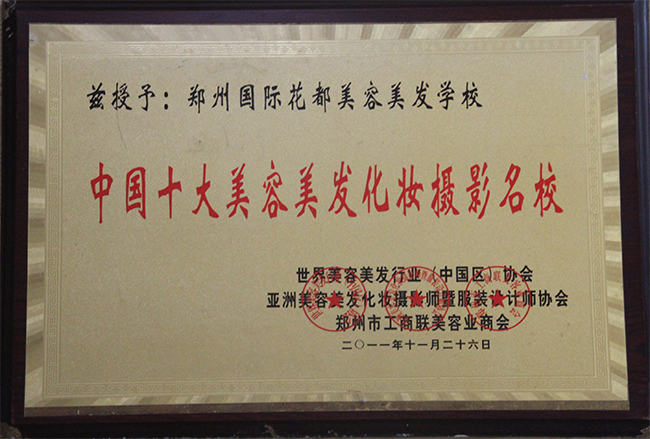 兹授予：郑州国际花都美容美发学校
中国十大美容美发化妆摄影名校
世界美容美发行业（中国区）协会
亚洲美容美发化妆摄影师暨服装设计师协会
郑州市工商联美容业商会
二〇一一年十一月二十六日